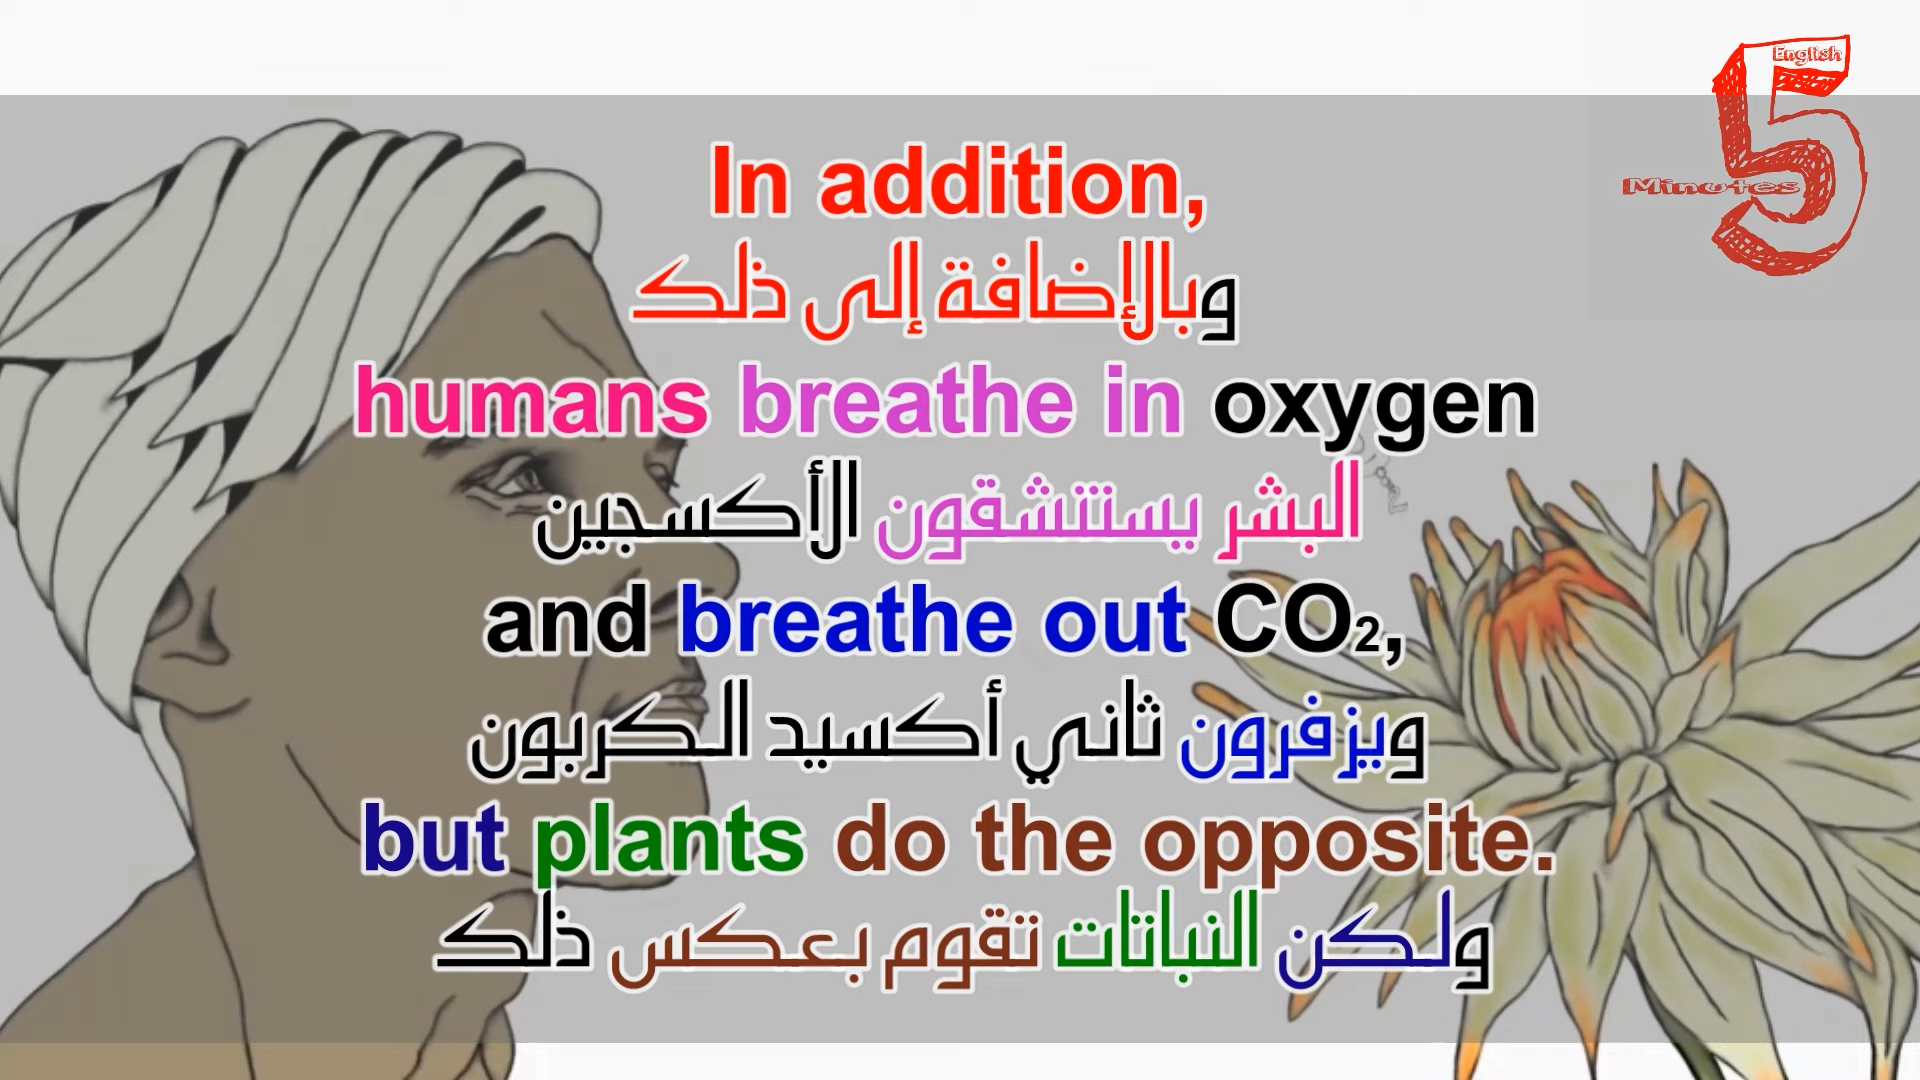 English
5
Minutes
In addition,
وبالإضافة إلى ذلك
humans breathe in oxygen
البشر يستنشقون الأكسجين
and breathe out CO₂,
ويزفرون ثاني أكسيد الكربون
but plants do the opposite.
ولكن النباتات تقوم بعكس ذلك